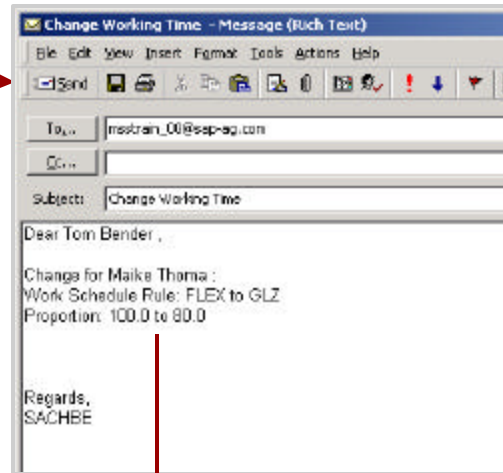 Change Working Time - Message (Rich Text)
File Edit View Insert Format Tools Actions Help
Send
To... msstrain_00@sap-ag.com
Cc...
Subject: Change Working Time
Dear Tom Bender ,
Change for Maike Thoma :
Work Schedule Rule: FLEX to GLZ
Proportion: 100.0 to 80.0
Regards,
SACHBE